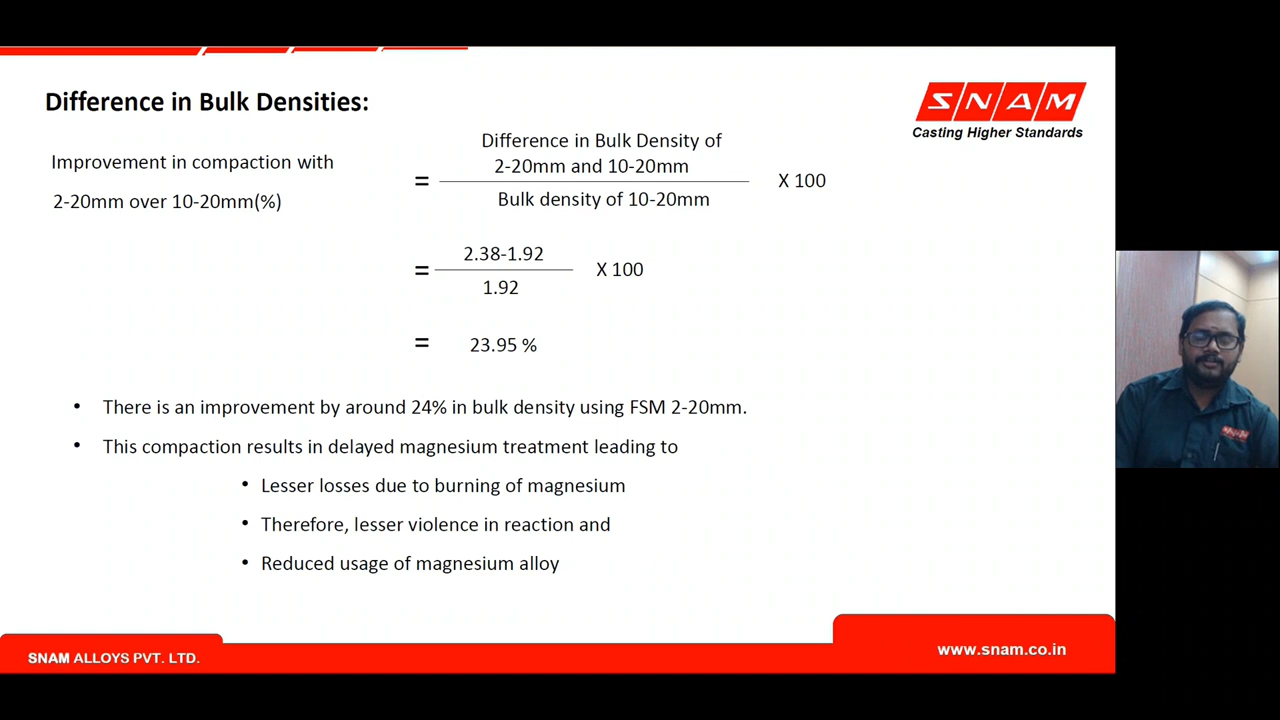 Difference in Bulk Densities:
SNAM
Casting Higher Standards
Improvement in compaction with
2-20mm over 10-20mm(%)
=
Difference in Bulk Density of
2-20mm and 10-20mm
Bulk density of 10-20mm
X 100
=
2.38-1.92
1.92
X 100
=
23.95 %
• There is an improvement by around 24% in bulk density using FSM 2-20mm.
• This compaction results in delayed magnesium treatment leading to
• Lesser losses due to burning of magnesium
• Therefore, lesser violence in reaction and
• Reduced usage of magnesium alloy
SNAM ALLOYS PVT. LTD.
www.snam.co.in